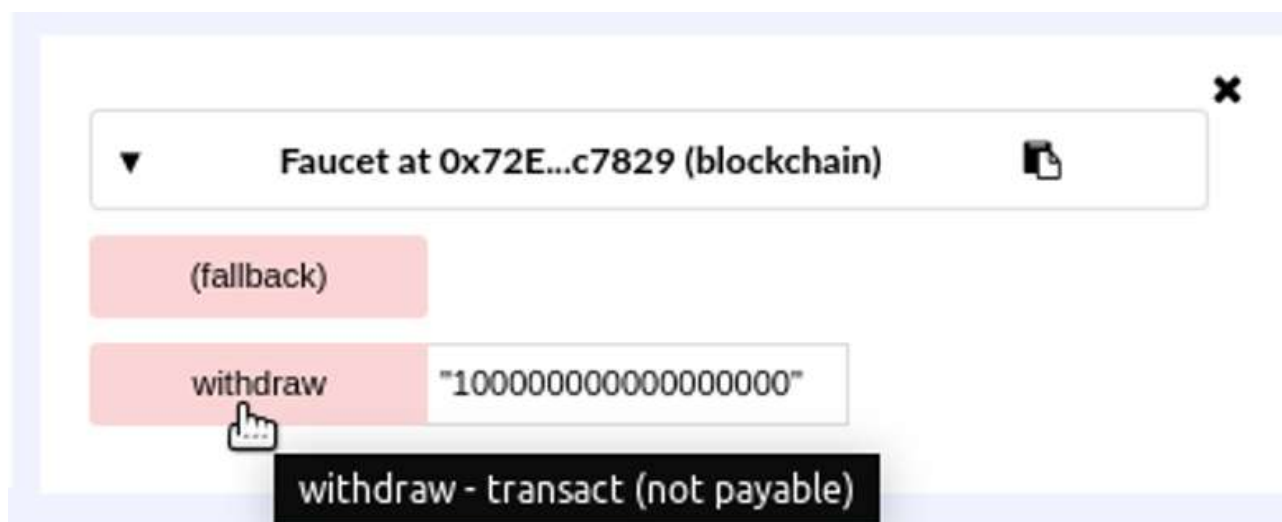 Faucet at 0x72E...c7829 (blockchain)
(fallback)
withdraw "100000000000000000"
withdraw - transact (not payable)